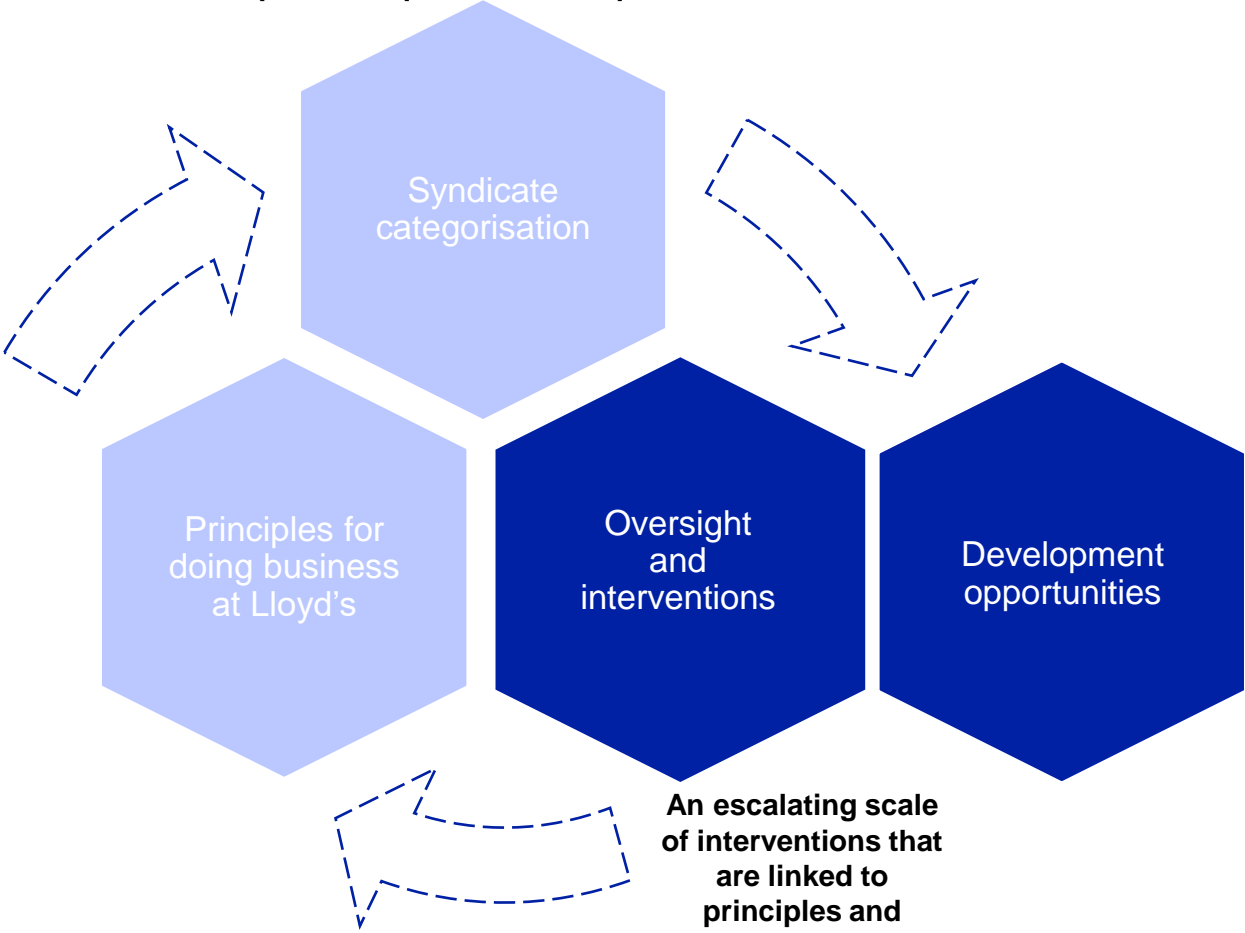 Syndicate
categorisation
Principles for
doing business
at Lloyd's
Oversight
and
interventions
Development
opportunities
An escalating scale
of interventions that
are linked to
principles and